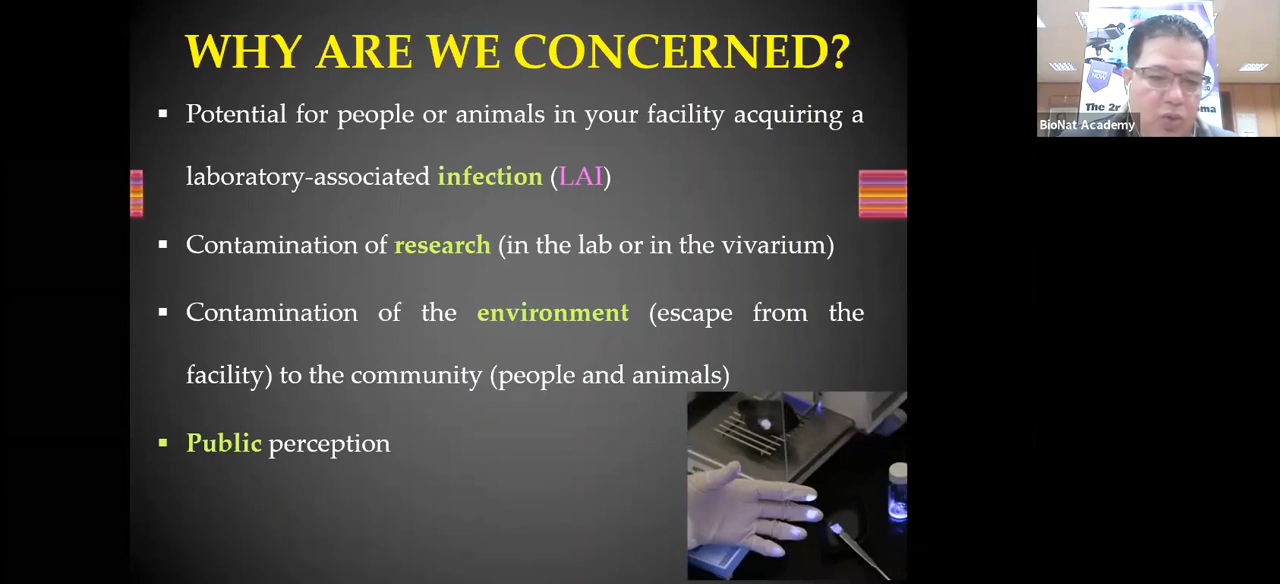 WHY ARE WE CONCERNED?
▪ Potential for people or animals in your facility acquiring a
laboratory-associated infection (LAI)
▪ Contamination of research (in the lab or in the vivarium)
▪ Contamination of the environment (escape from the
facility) to the community (people and animals)
▪ Public perception
The 2
BioNat Academy